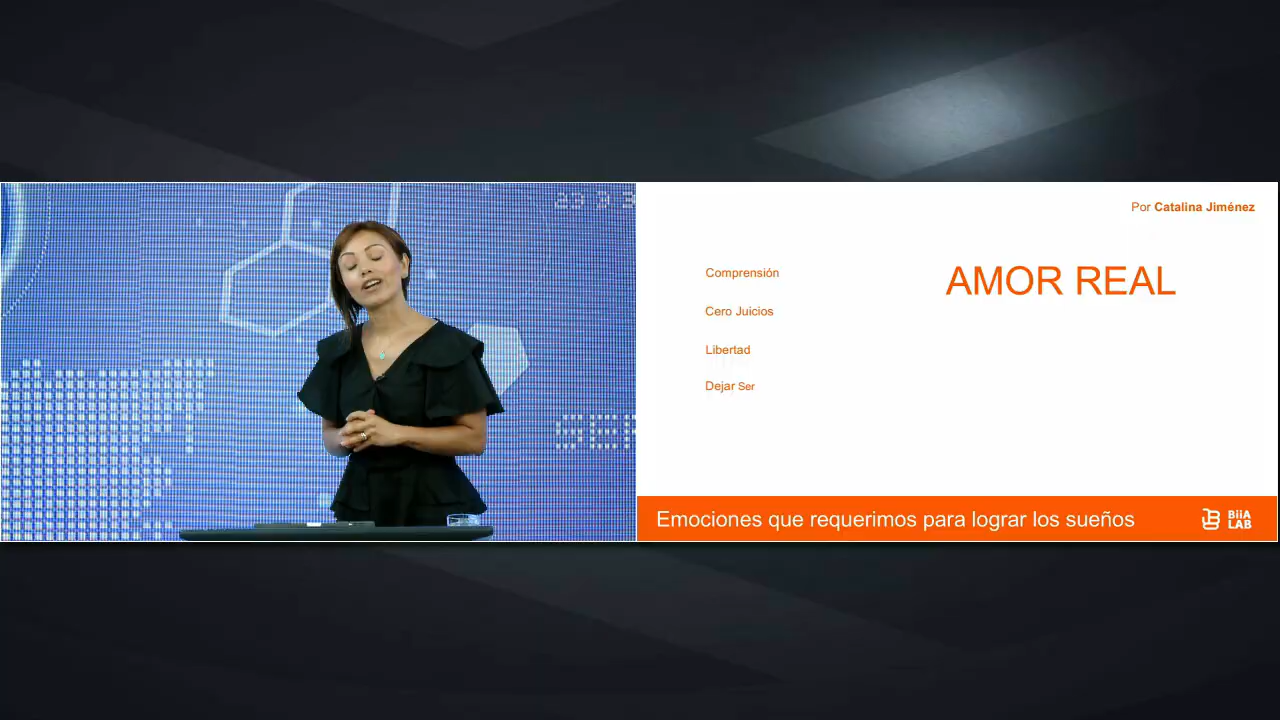 Por Catalina Jiménez
AMOR REAL
Comprensión
Cero Juicios
Libertad
Dejar Ser
Emociones que requerimos para lograr los sueños
BiiA
LAB